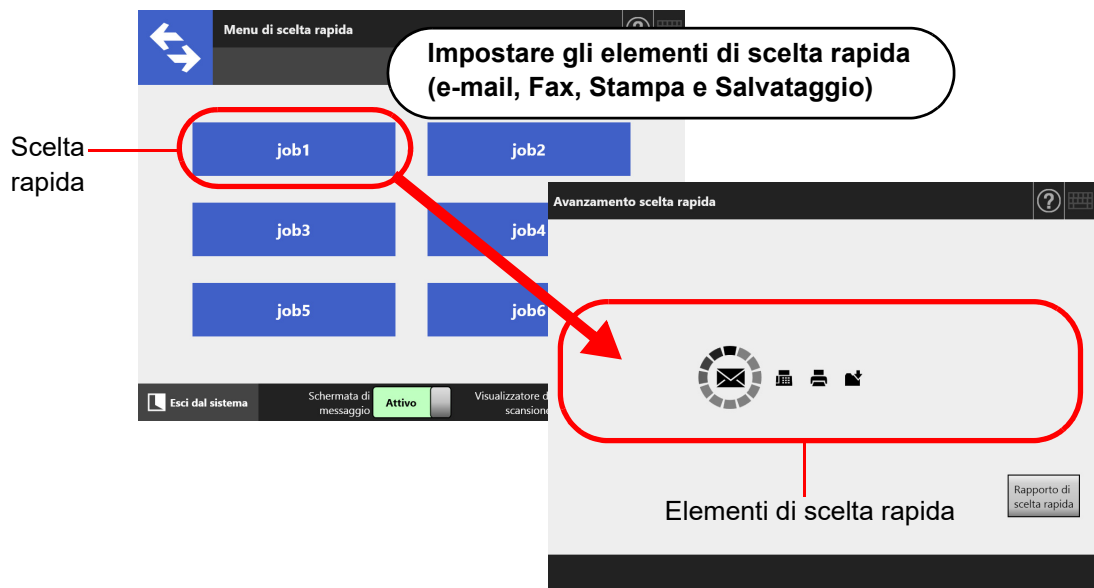 Menu di scelta rapida
Impostare gli elementi di scelta rapida
(e-mail, Fax, Stampa e Salvataggio)
Scelta
rapida
job1
job2
job3
job4
job5
job6
Esci dal sistema
Schermata di
messaggio
Attivo
Visualizzatore d
scansione
Avanzamento scelta rapida
?
Elementi di scelta rapida
Rapporto di
scelta rapida